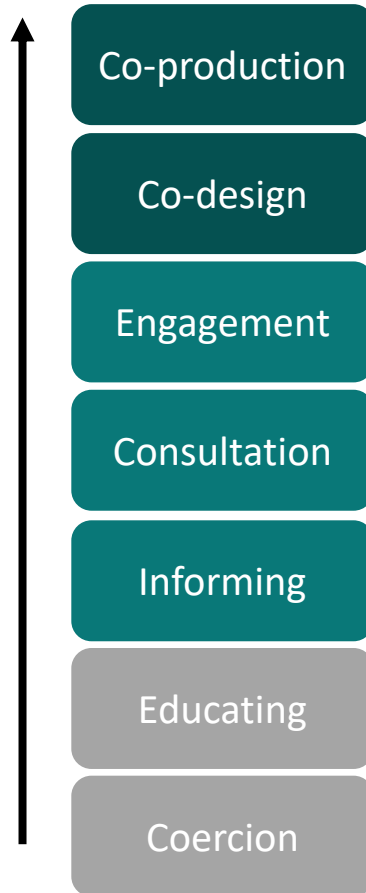 Co-production
Co-design
Engagement
Consultation
Informing
Educating
Coercion